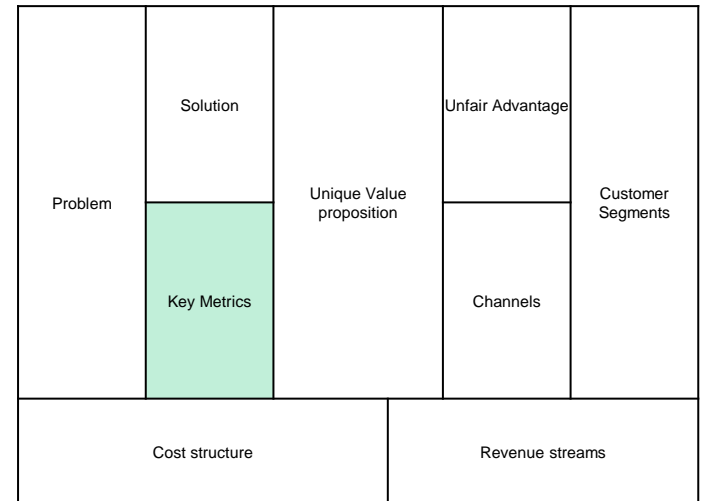 Problem
Solution
Key Metrics
Unique Value
proposition
Unfair Advantage
Channels
Customer
Segments
Cost structure
Revenue streams